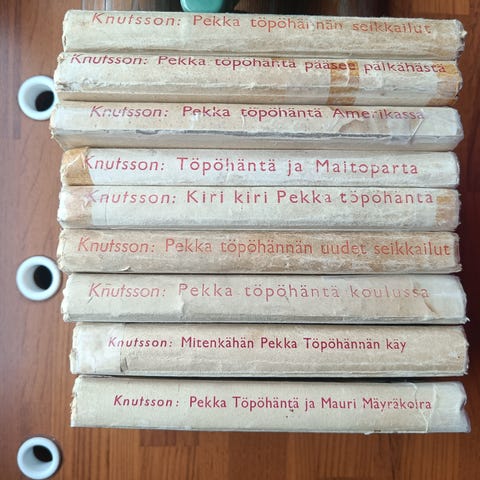 Knutsson: Pekka töpöhännän seikkailut
Knutsson: Pekka töpöhäntä pääsee pälkähästä
Knutsson: Pekka töpöhäntä Amerikassa
Knutsson: Töpöhäntä ja Maitoparta
Knutsson: Kiri kiri Pekka töpöhäntä
Knutsson: Pekka töpöhännän uudet seikkailut
Knutsson: Pekka töpöhäntä koulussa
Knutsson: Mitenkähän Pekka Töpöhännän käy
Knutsson: Pekka Töpöhäntä ja Mauri Mäyräkoira